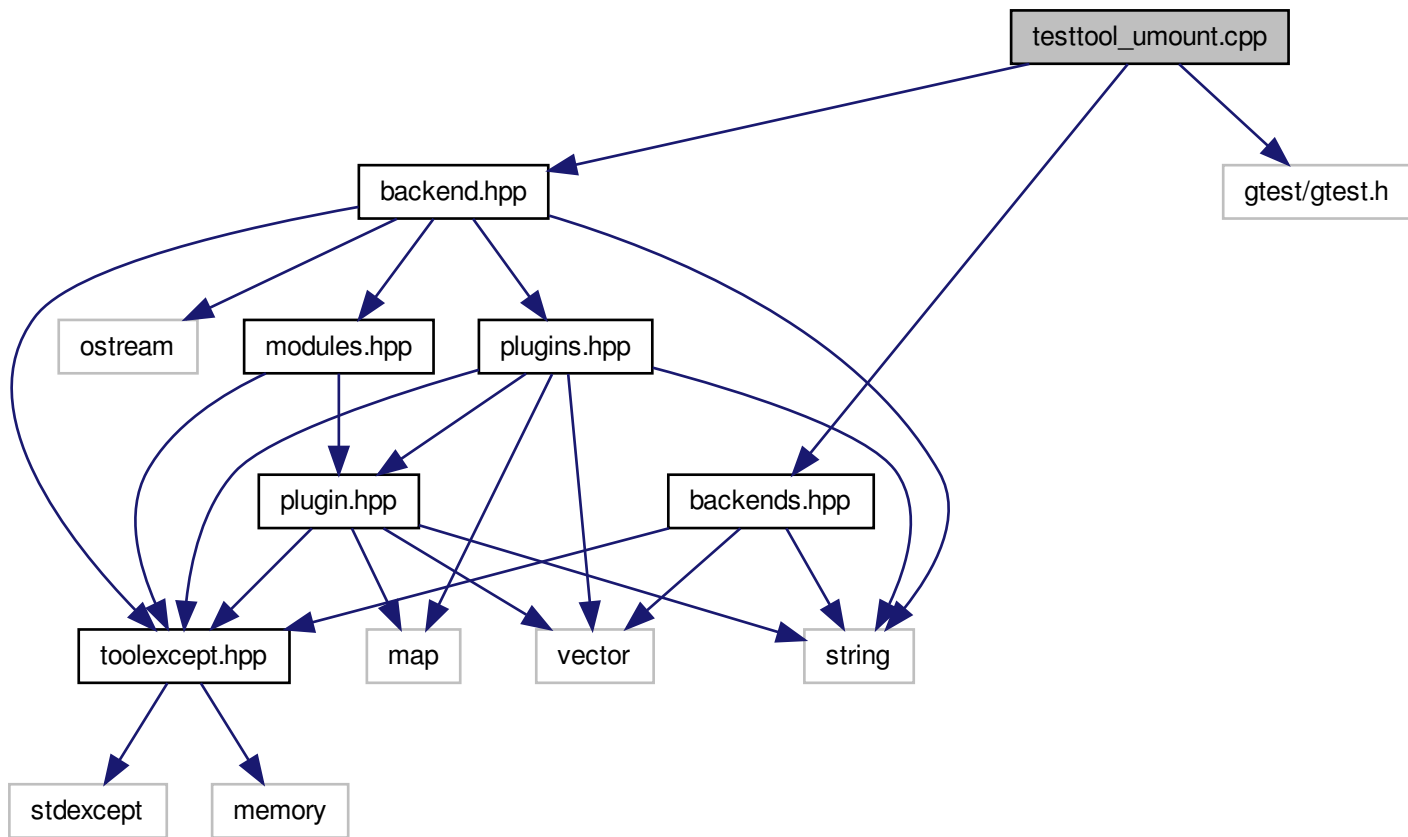 testtool_umount.cpp
backend.hpp
gtest/gtest.h
ostream
modules.hpp
plugins.hpp
plugin.hpp
backends.hpp
toolexcept.hpp
map
vector
string
stdexcept
memory